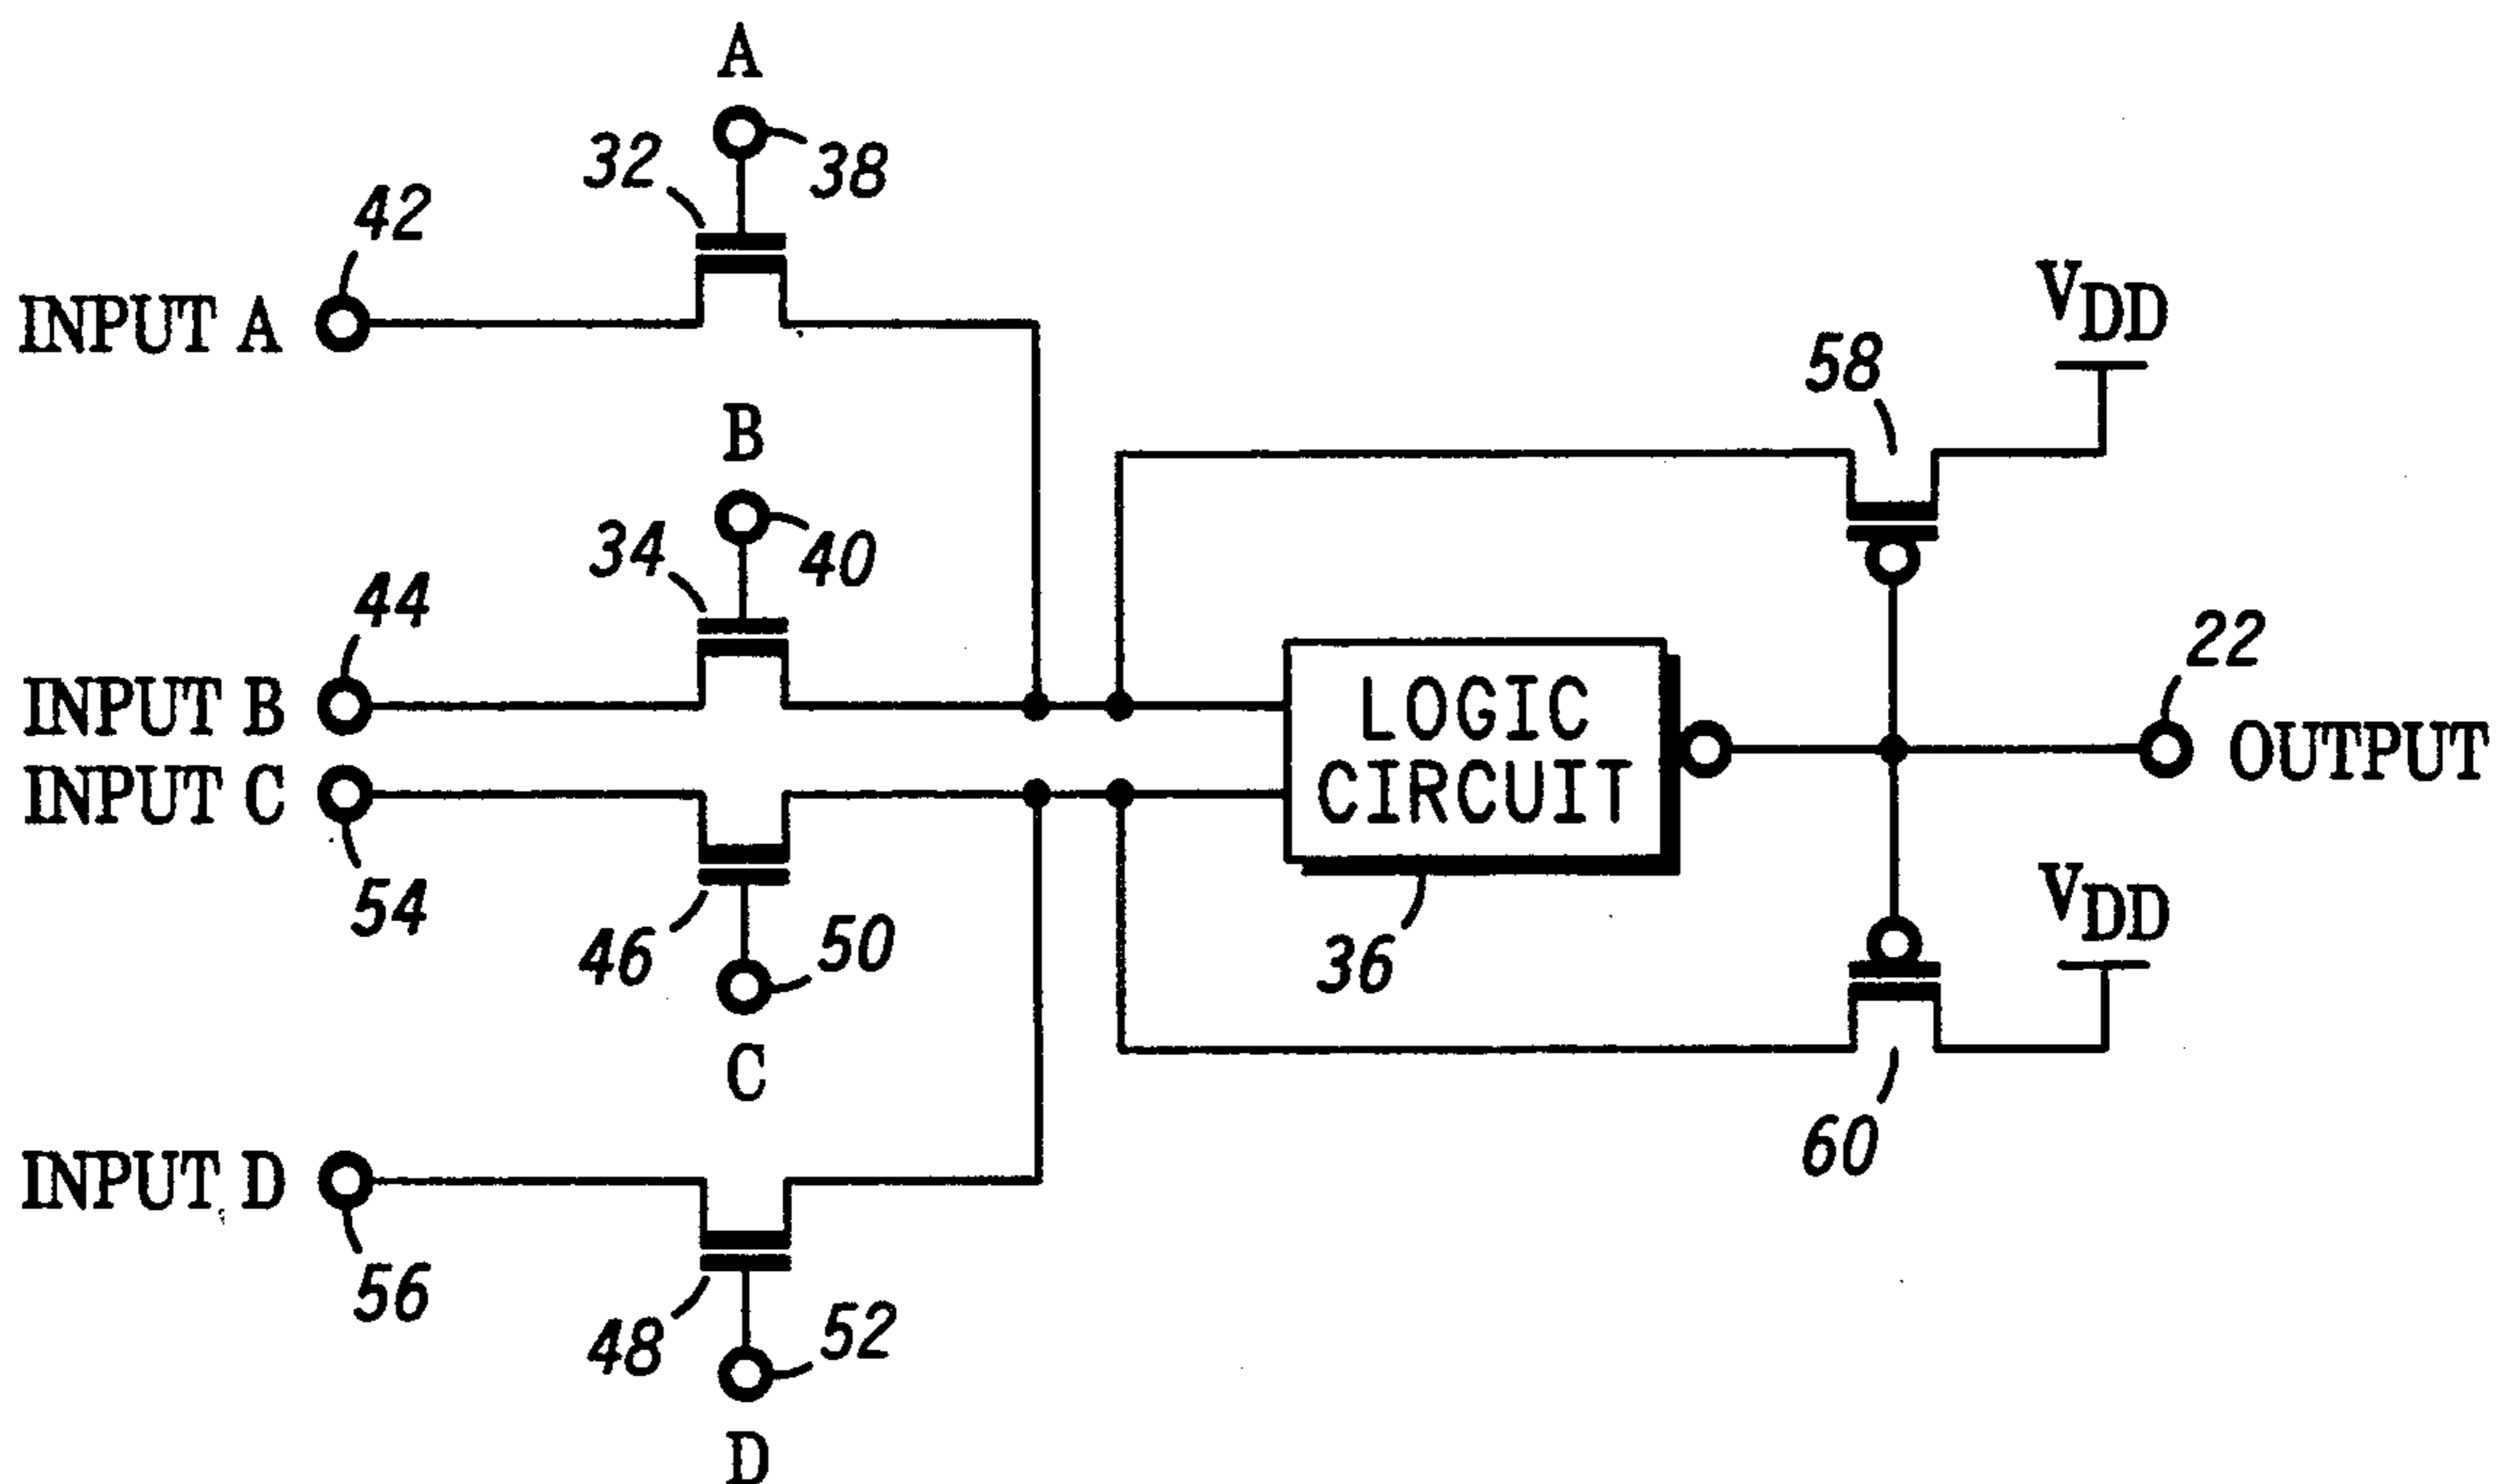 A
32
38
42
INPUT A
VDD
58
B
34
40
44
22
INPUT B
LOGIC
CIRCUIT
OUTPUT
INPUT C
54
46
50
36
VDD
C
60
INPUT D
56
48
52
D